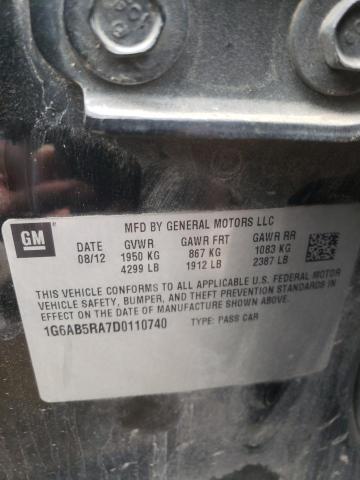 GM
MFD BY GENERAL MOTORS LLC
DATE GVWR GAWR FRT GAWR RR
08/12 1950 KG 867 KG 1083 KG
4299 LB 1912 LB 2387 LB
THIS VEHICLE CONFORMS TO ALL APPLICABLE U.S. FEDERAL MOTOR
VEHICLE SAFETY, BUMPER, AND THEFT PREVENTION STANDARDS IN
EFFECT ON THE DATE OF MANUFACTURE SHOWN ABOVE.
1G6AB5RA7D0110740 TYPE: PASS CAR